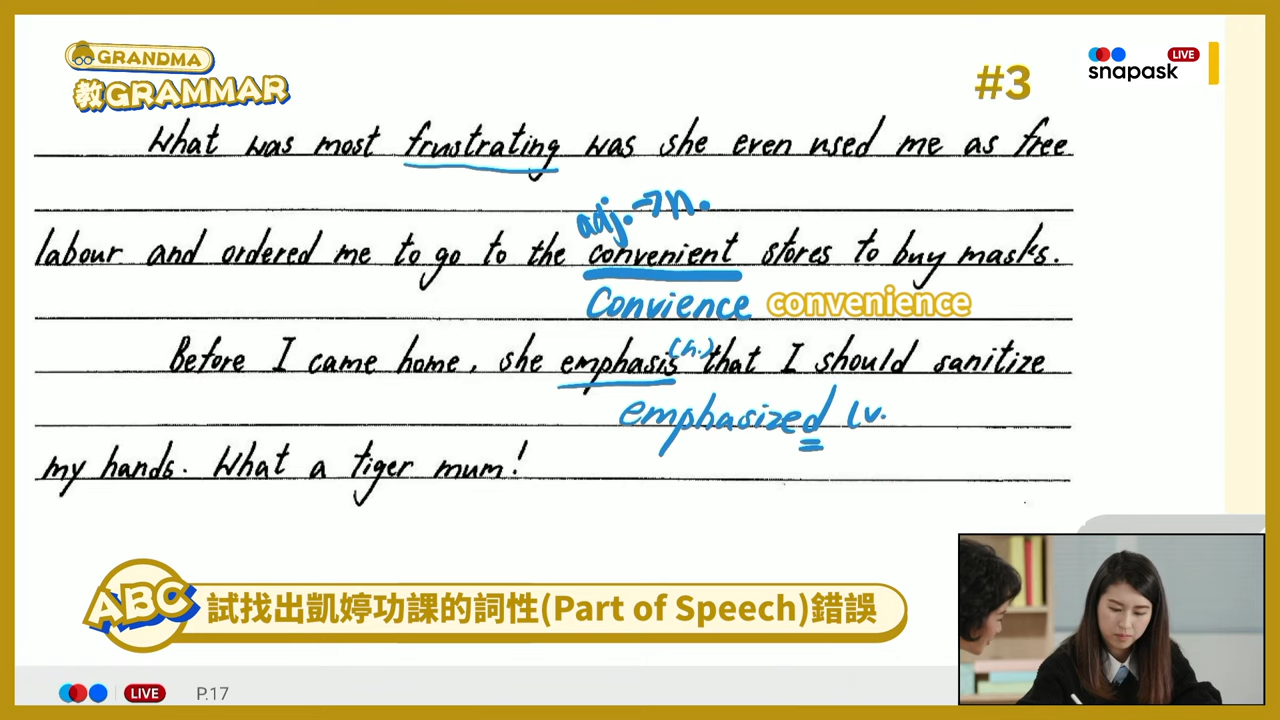 GRANDMA
教GRAMMAR
#3
LIVE
snapask
What was most frustrating was she even used me as free
adj.→n.
labour and ordered me to go to the convenient stores to buy masks.
Convience convenience
(n.)
Before I came home, she emphasis that I should sanitize
emphasized (v.
my hands. What a tiger mum!
ABC
試找出凱婷功課的詞性(Part of Speech)錯誤
LIVE
P.17